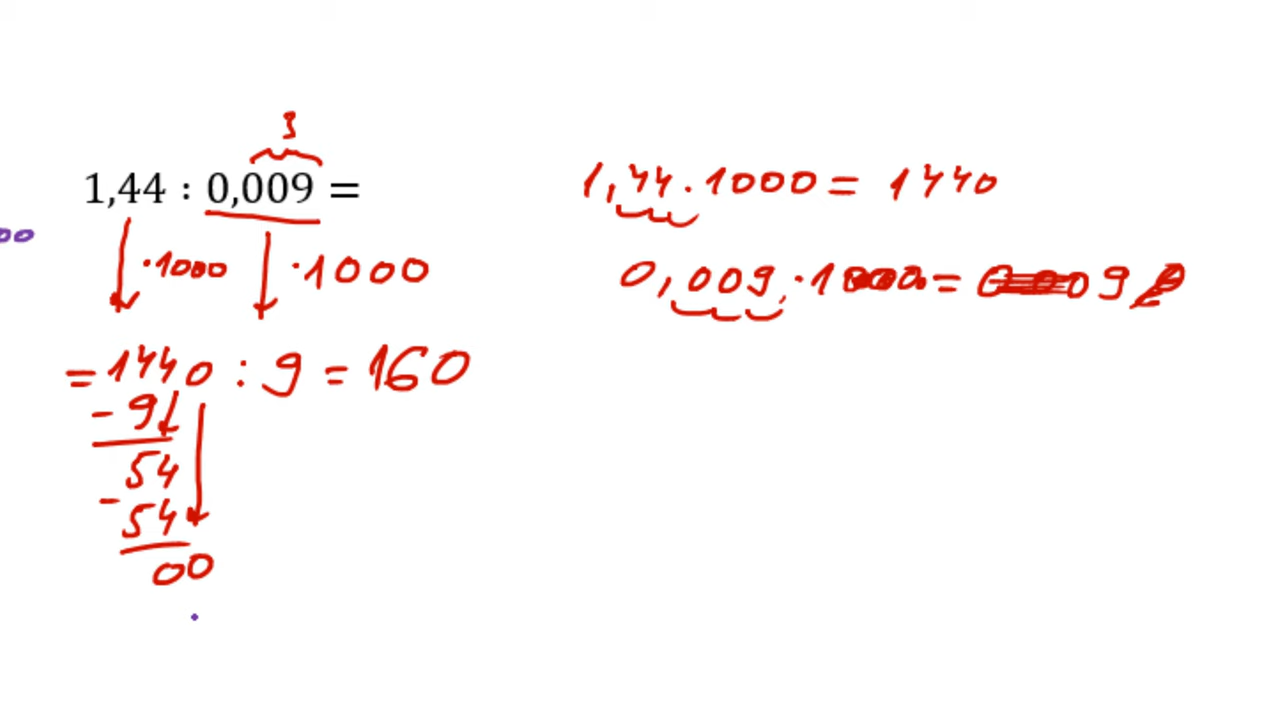 3
1,44 : 0,009 =
00
·1000 ·1000
= 1440 : 9 = 160
- 9
54
- 54
00
1,44 · 1000 = 1440
0,009 · 1000 = 9